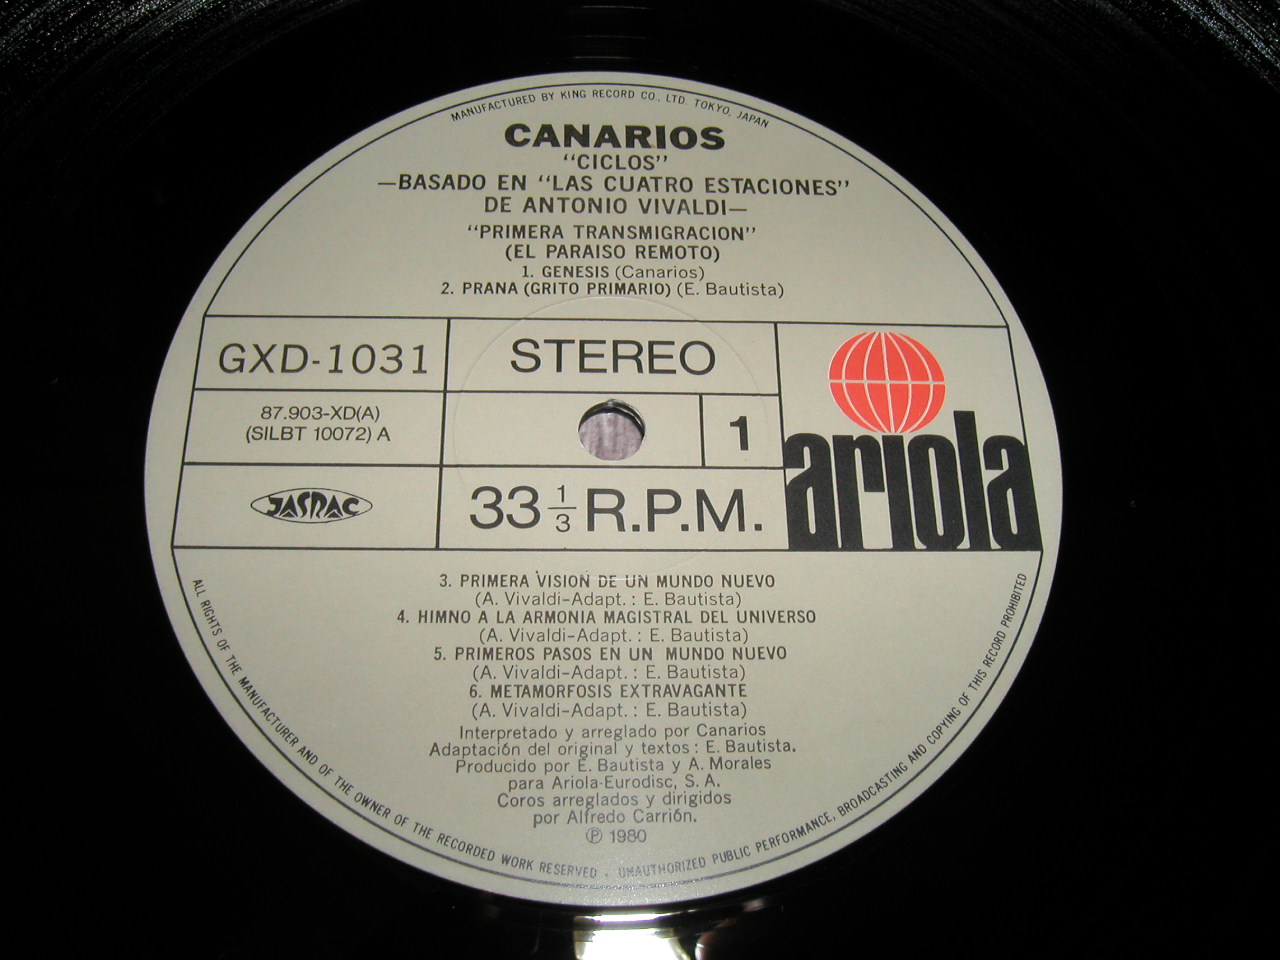 MANUFACTURED BY KING RECORD CO., LTD. TOKYO, JAPAN
CANARIOS
"CICLOS"
—BASADO EN "LAS CUATRO ESTACIONES"
DE ANTONIO VIVALDI—
"PRIMERA TRANSMIGRACION"
(EL PARAISO REMOTO)
1. GENESIS (Canarios)
2. PRANA (GRITO PRIMARIO) (E. Bautista)
GXD-1031
STEREO
87.903-XD(A)
(SILBT 10072) A
1
ariola
JASRAC
33 1/3 R.P.M.
3. PRIMERA VISION DE UN MUNDO NUEVO
(A. Vivaldi-Adapt. : E. Bautista)
4. HIMNO A LA ARMONIA MAGISTRAL DEL UNIVERSO
(A. Vivaldi-Adapt. : E. Bautista)
5. PRIMEROS PASOS EN UN MUNDO NUEVO
(A. Vivaldi-Adapt. : E. Bautista)
6. METAMORFOSIS EXTRAVAGANTE
(A. Vivaldi-Adapt. : E. Bautista)
Interpretado y arreglado por Canarios
Adaptación del original y textos : E. Bautista.
Producido por E. Bautista y A. Morales
para Ariola-Eurodisc, S. A.
Coros arreglados y dirigidos
por Alfredo Carrión.
℗ 1980
ALL RIGHTS OF THE MANUFACTURER AND OF THE OWNER OF THE RECORDED WORK RESERVED . UNAUTHORIZED PUBLIC PERFORMANCE, BROADCASTING AND COPYING OF THIS RECORD PROHIBITED